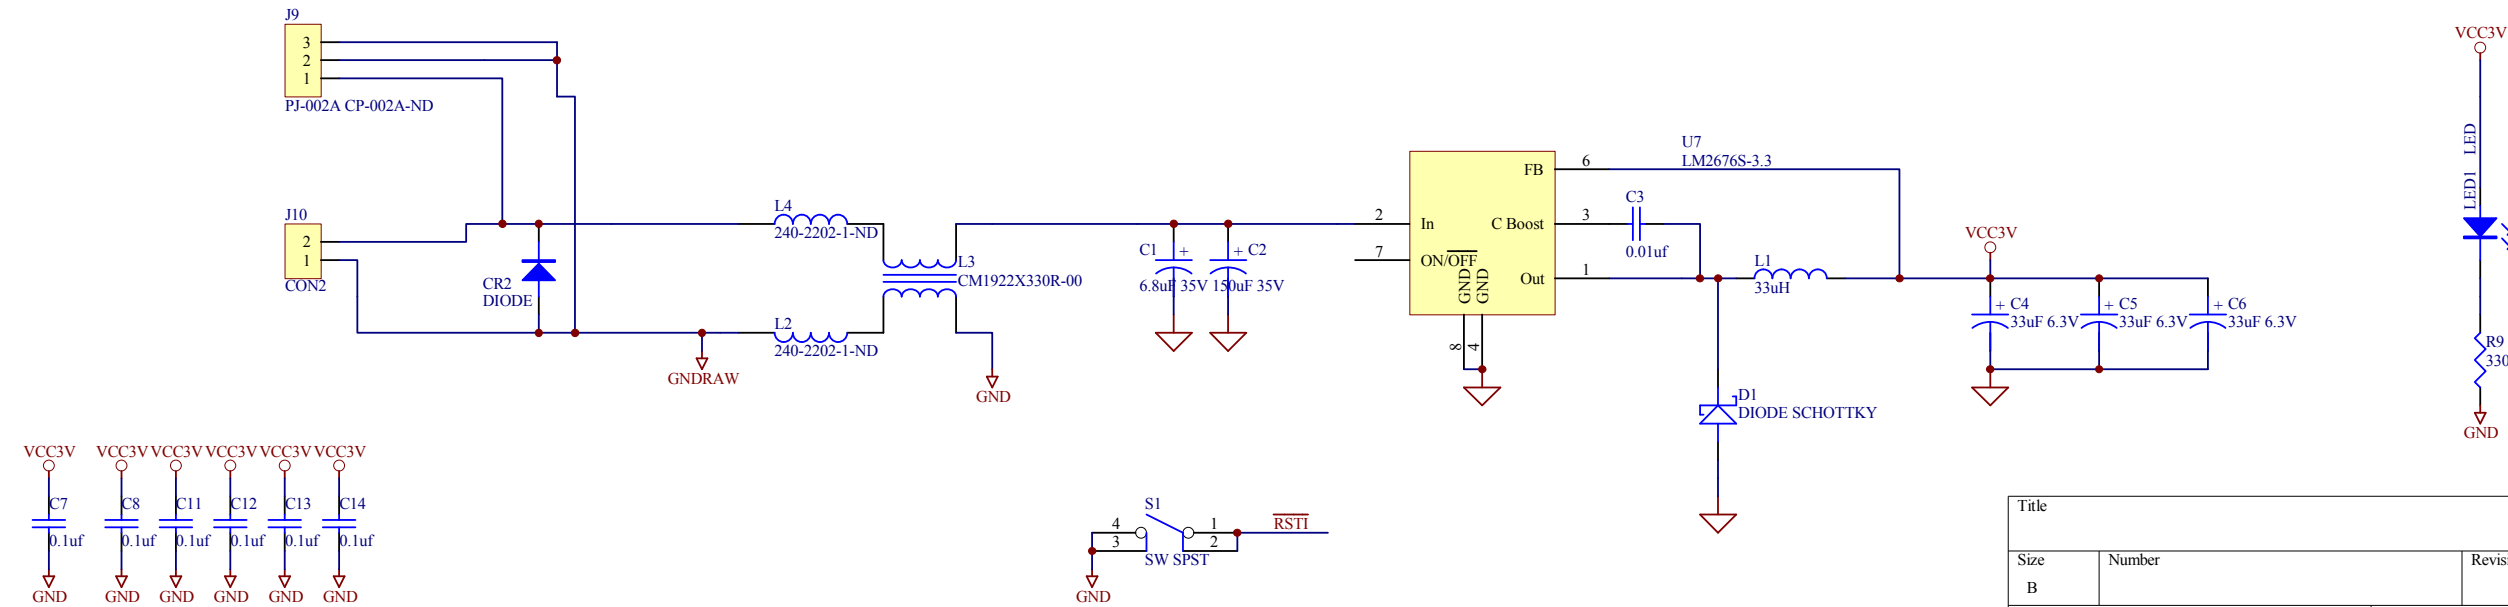 J9
3
2
1
PJ-002A CP-002A-ND
J10
2
1
CON2
CR2
DIODE
L4
240-2202-1-ND
L3
CM1922X330R-00
L2
240-2202-1-ND
GNDRAW
GND
C1
+
6.8uF 35V
+
C2
150uF 35V
U7
LM2676S-3.3
2
In
7
ON/OFF
FB
6
C Boost
3
Out
1
GND
GND
8
4
C3
0.01uf
L1
33uH
D1
DIODE SCHOTTKY
VCC3V
+ C4
33uF 6.3V
+ C5
33uF 6.3V
+ C6
33uF 6.3V
VCC3V
LED1 LED
R9
330
GND
VCC3V VCC3V VCC3V VCC3V VCC3V VCC3V
C7 C8 C11 C12 C13 C14
0.1uf 0.1uf 0.1uf 0.1uf 0.1uf 0.1uf
GND GND GND GND GND GND
S1
4
3
1
2
SW SPST
RSTI
GND
Title
Size
B
Number